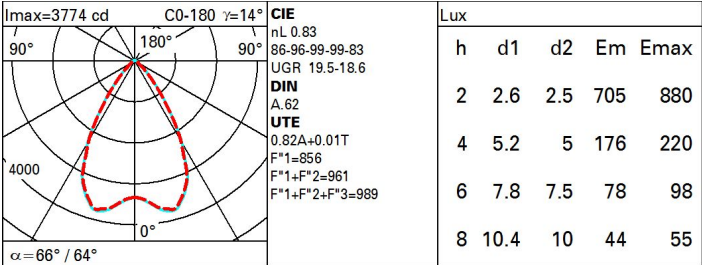 Imax=3774 cd C0-180 γ=14°
90° 180° 90°
4000
0°
α=66° / 64°
CIE
nL 0.83
86-96-99-99-83
UGR 19.5-18.6
DIN
A.62
UTE
0.82A+0.01T
F"1=856
F"1+F"2=961
F"1+F"2+F"3=989
Lux
h d1 d2 Em Emax
2 2.6 2.5 705 880
4 5.2 5 176 220
6 7.8 7.5 78 98
8 10.4 10 44 55